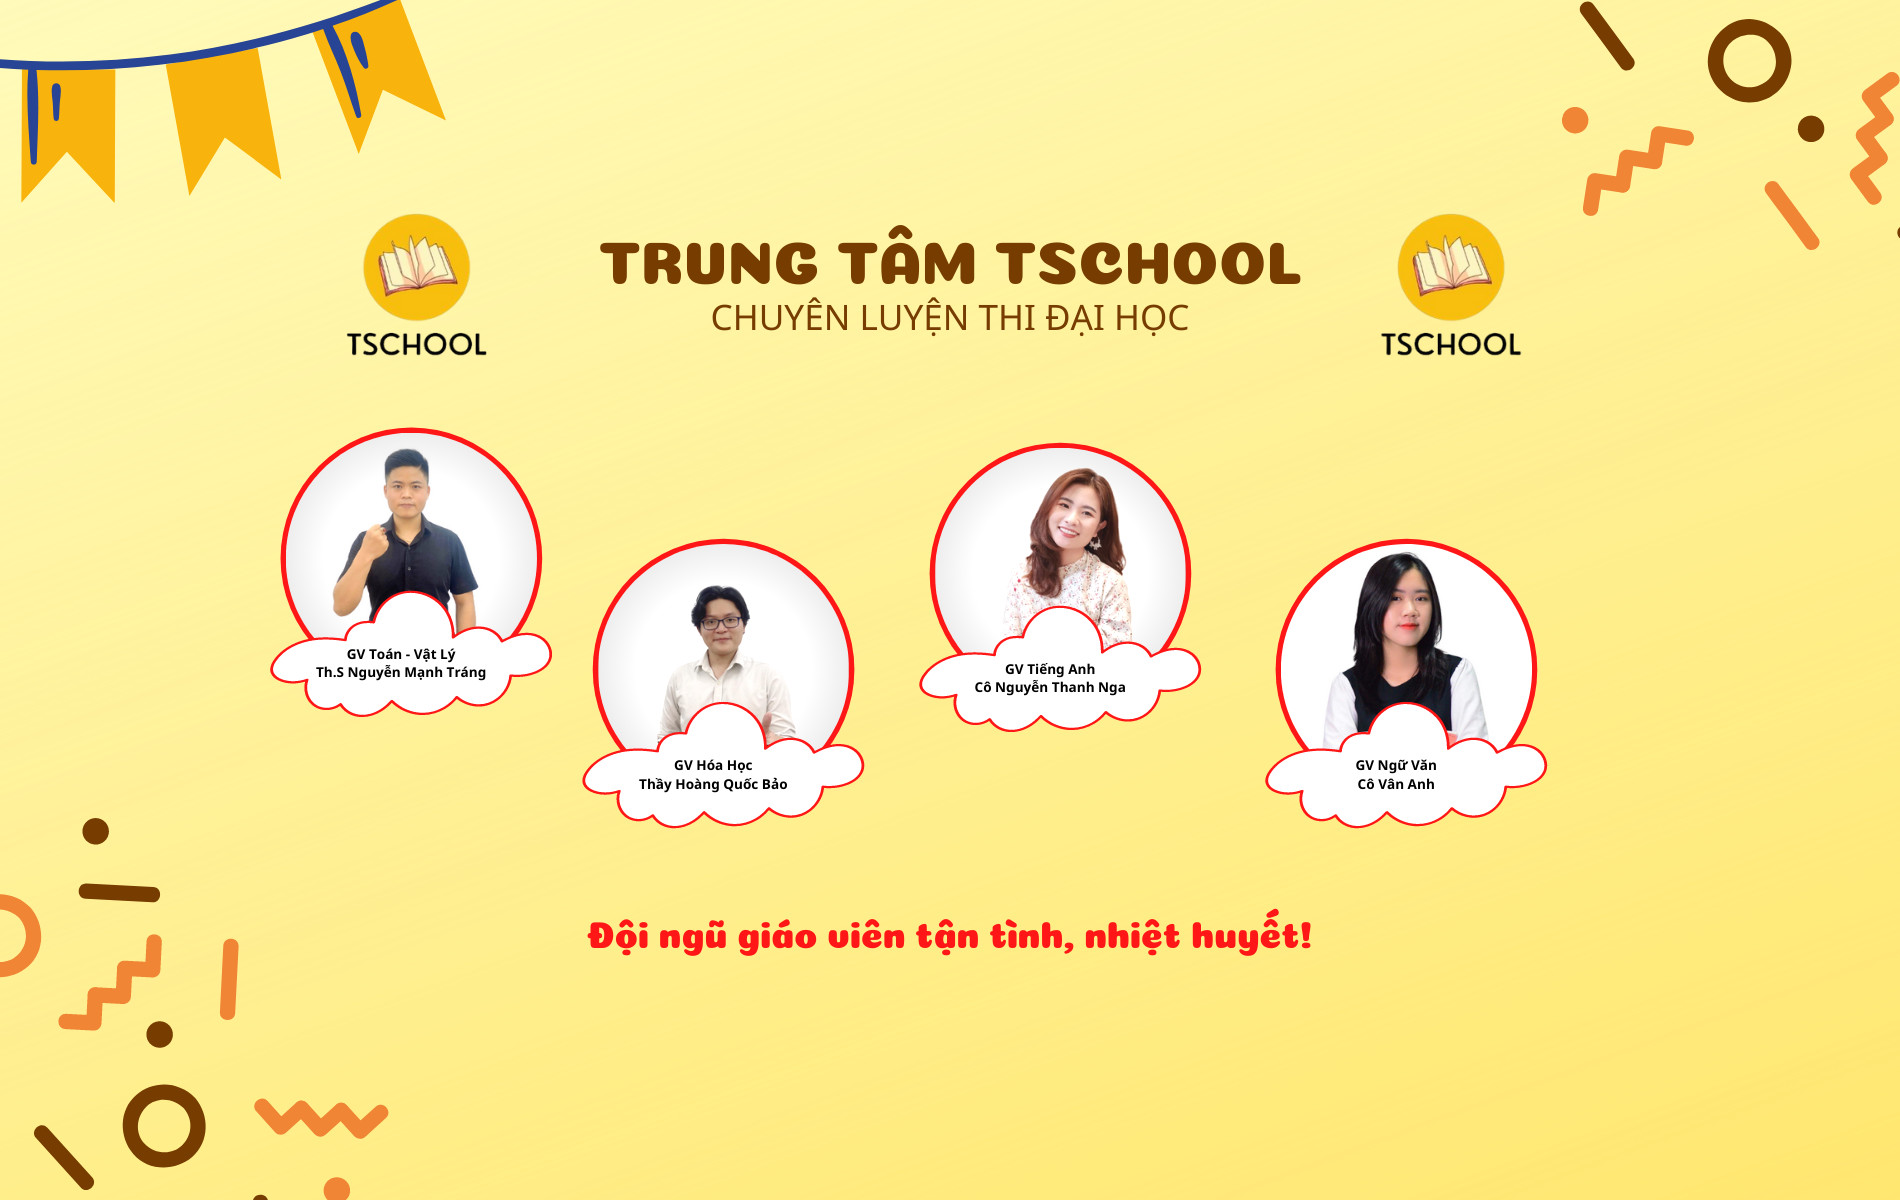 TRUNG TÂM TSCHOOL
CHUYÊN LUYỆN THI ĐẠI HỌC
TSCHOOL
TSCHOOL
GV Toán - Vật Lý
Th.S Nguyễn Mạnh Tráng
GV Hóa Học
Thầy Hoàng Quốc Bảo
GV Tiếng Anh
Cô Nguyễn Thanh Nga
GV Ngữ Văn
Cô Vân Anh
Đội ngũ giáo viên tận tình, nhiệt huyết!